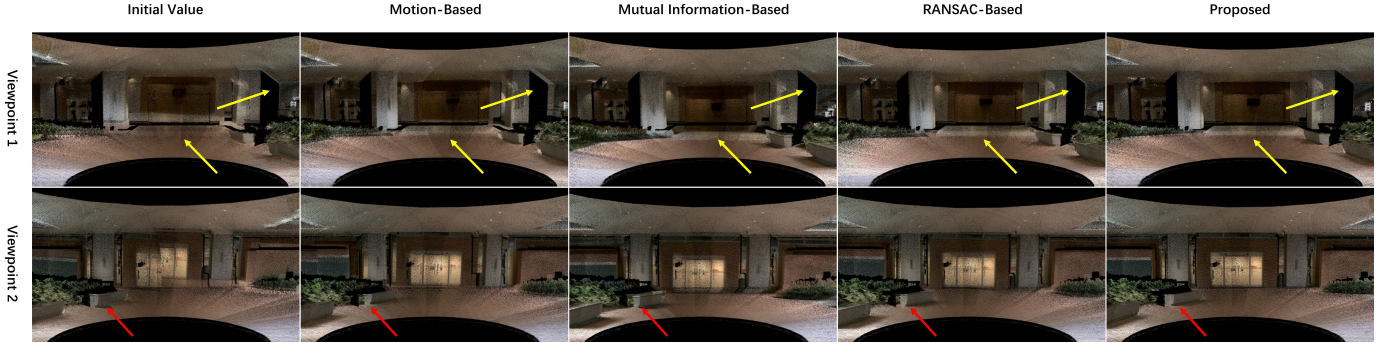 Initial Value
Motion-Based
Mutual Information-Based
RANSAC-Based
Proposed
Viewpoint 1
Viewpoint 2